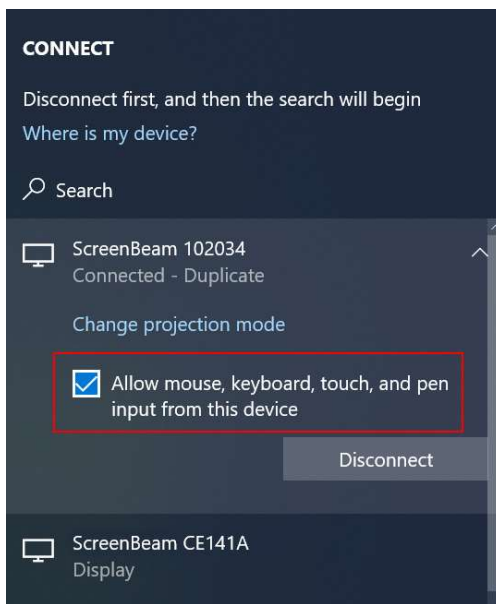 CONNECT
Disconnect first, and then the search will begin
Where is my device?
Search
ScreenBeam 102034
Connected - Duplicate
Change projection mode
Allow mouse, keyboard, touch, and pen
input from this device
Disconnect
ScreenBeam CE141A
Display